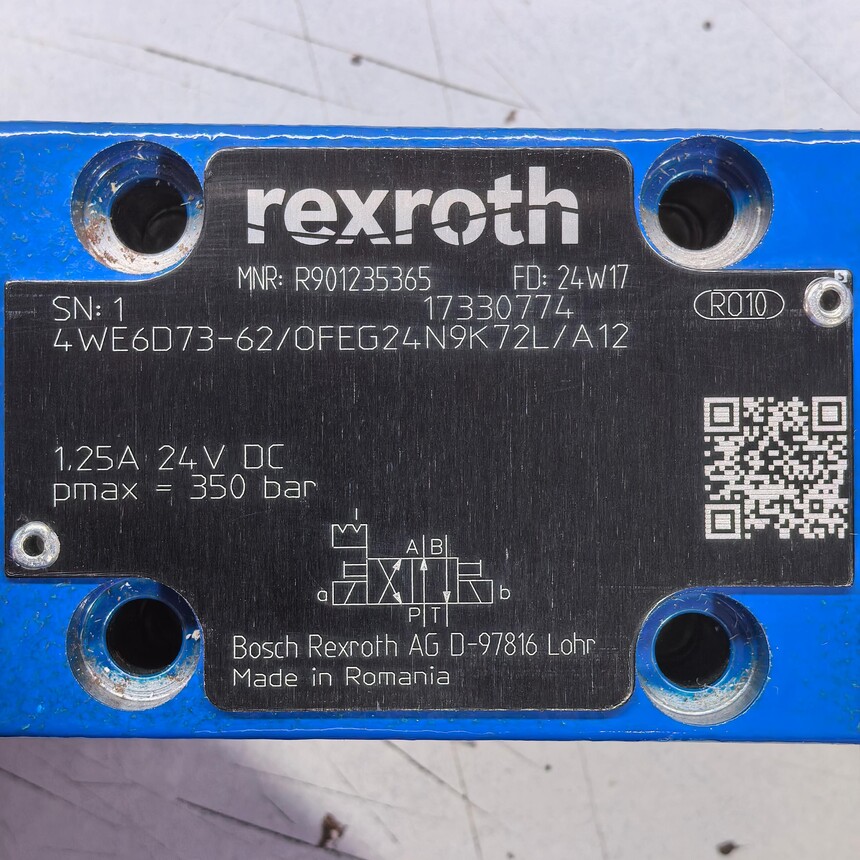 rexroth
MNR: R901235365 FD: 24W17
SN: 1 17330774 RO10
4WE6D73-62/OFEG24N9K72L/A12
1,25A 24V DC
pmax = 350 bar
A B
a b
P T
Bosch Rexroth AG D-97816 Lohr
Made in Romania